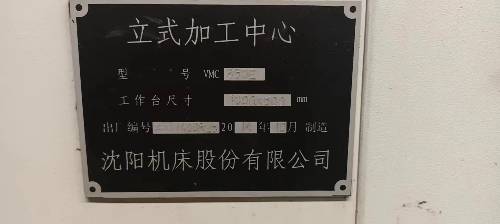 立式加工中心
型 号 VMC
工作台尺寸 mm
出厂编号 20 年 月 制造
沈阳机床股份有限公司